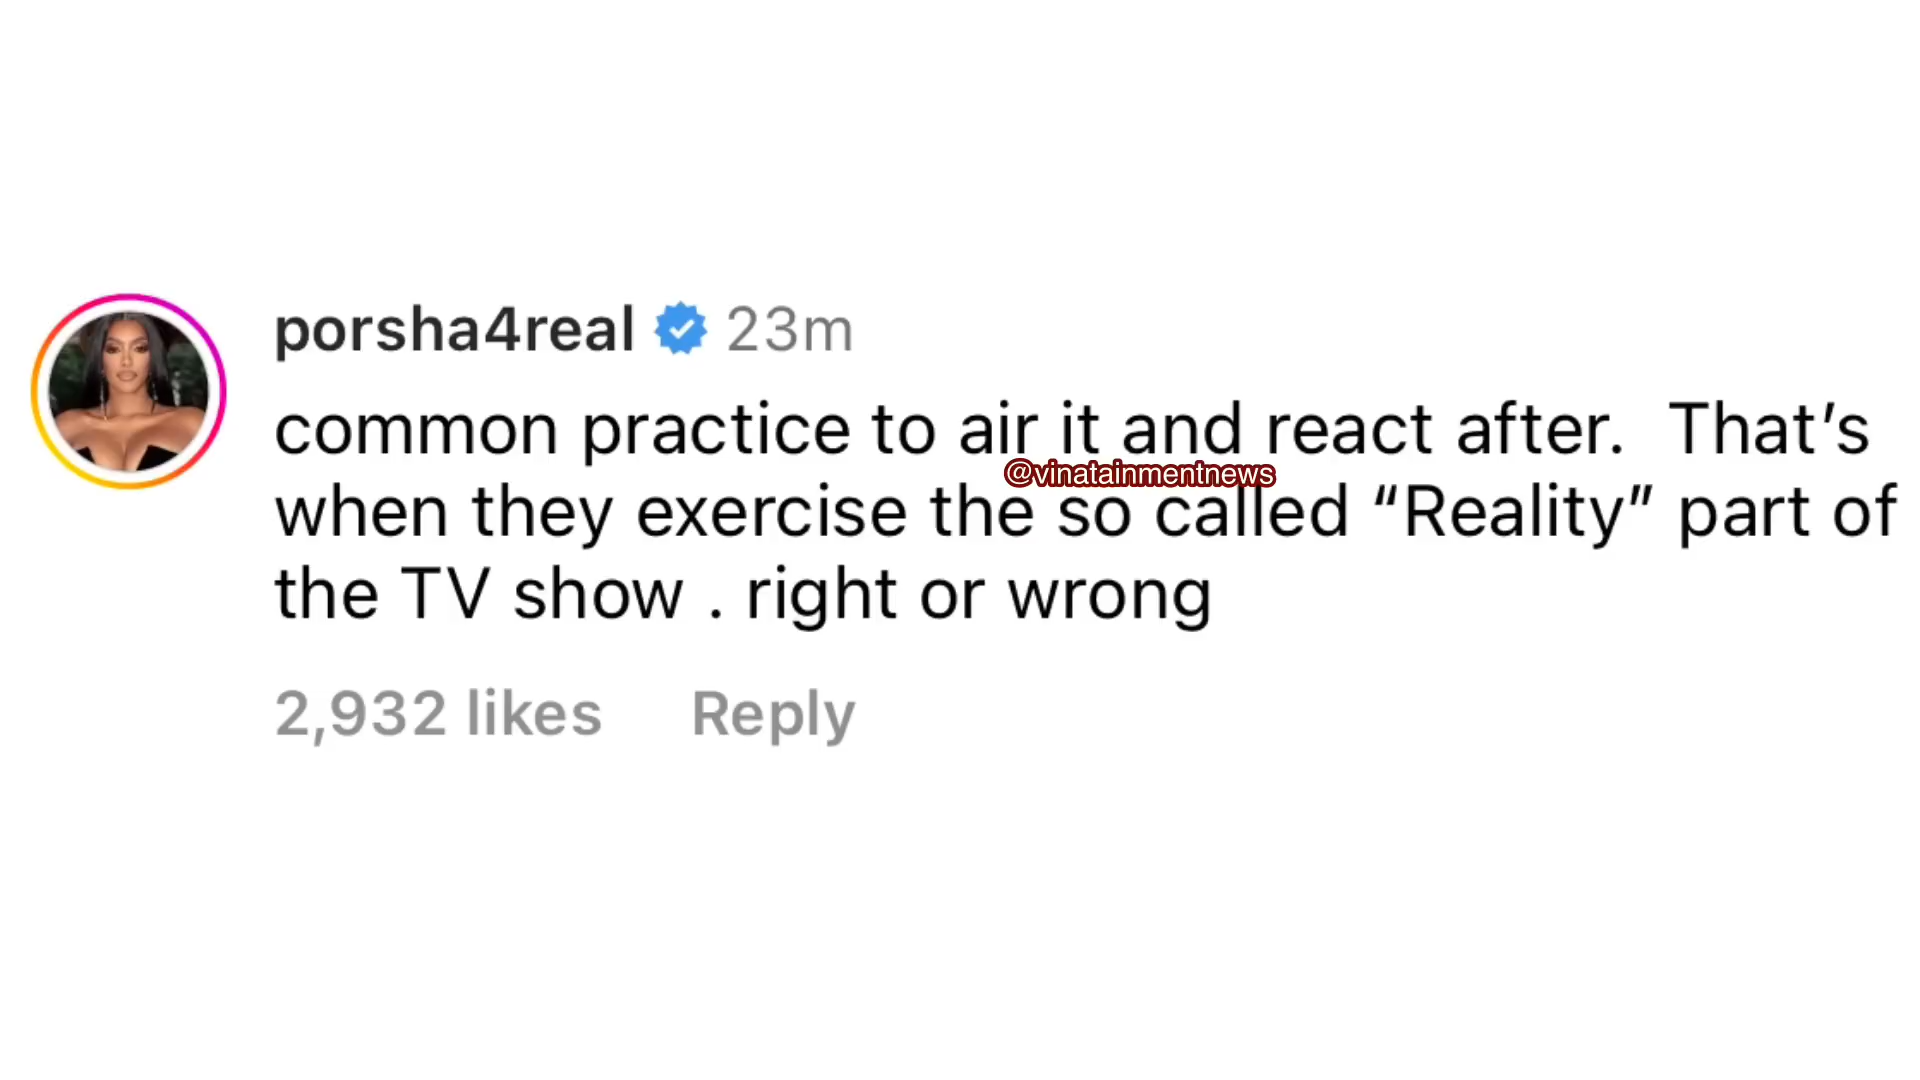 porsha4real 23m
common practice to air it and react after.  That’s
@vinatainmentnews
when they exercise the so called “Reality” part of
the TV show . right or wrong
2,932 likes Reply